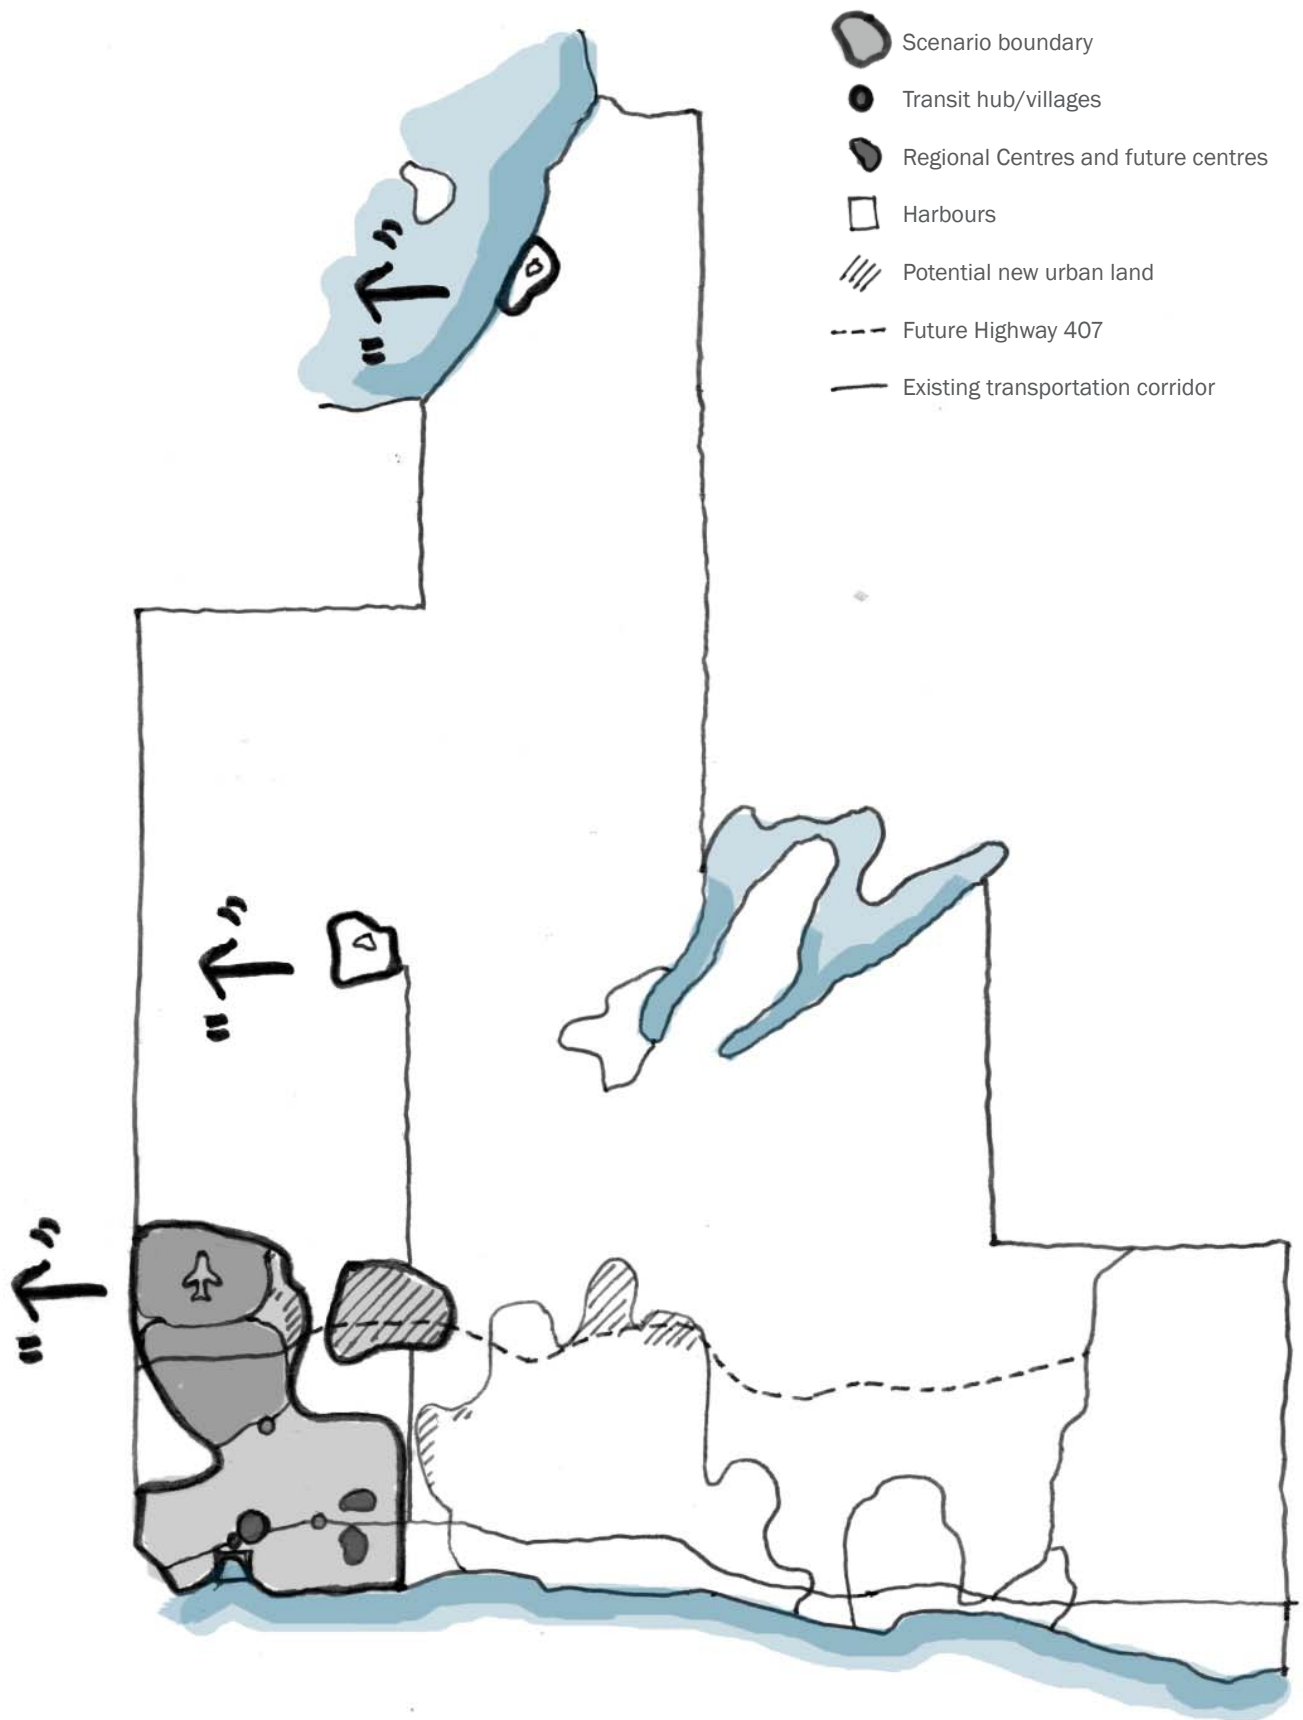 Scenario boundary
Transit hub/villages
Regional Centres and future centres
Harbours
Potential new urban land
Future Highway 407
Existing transportation corridor